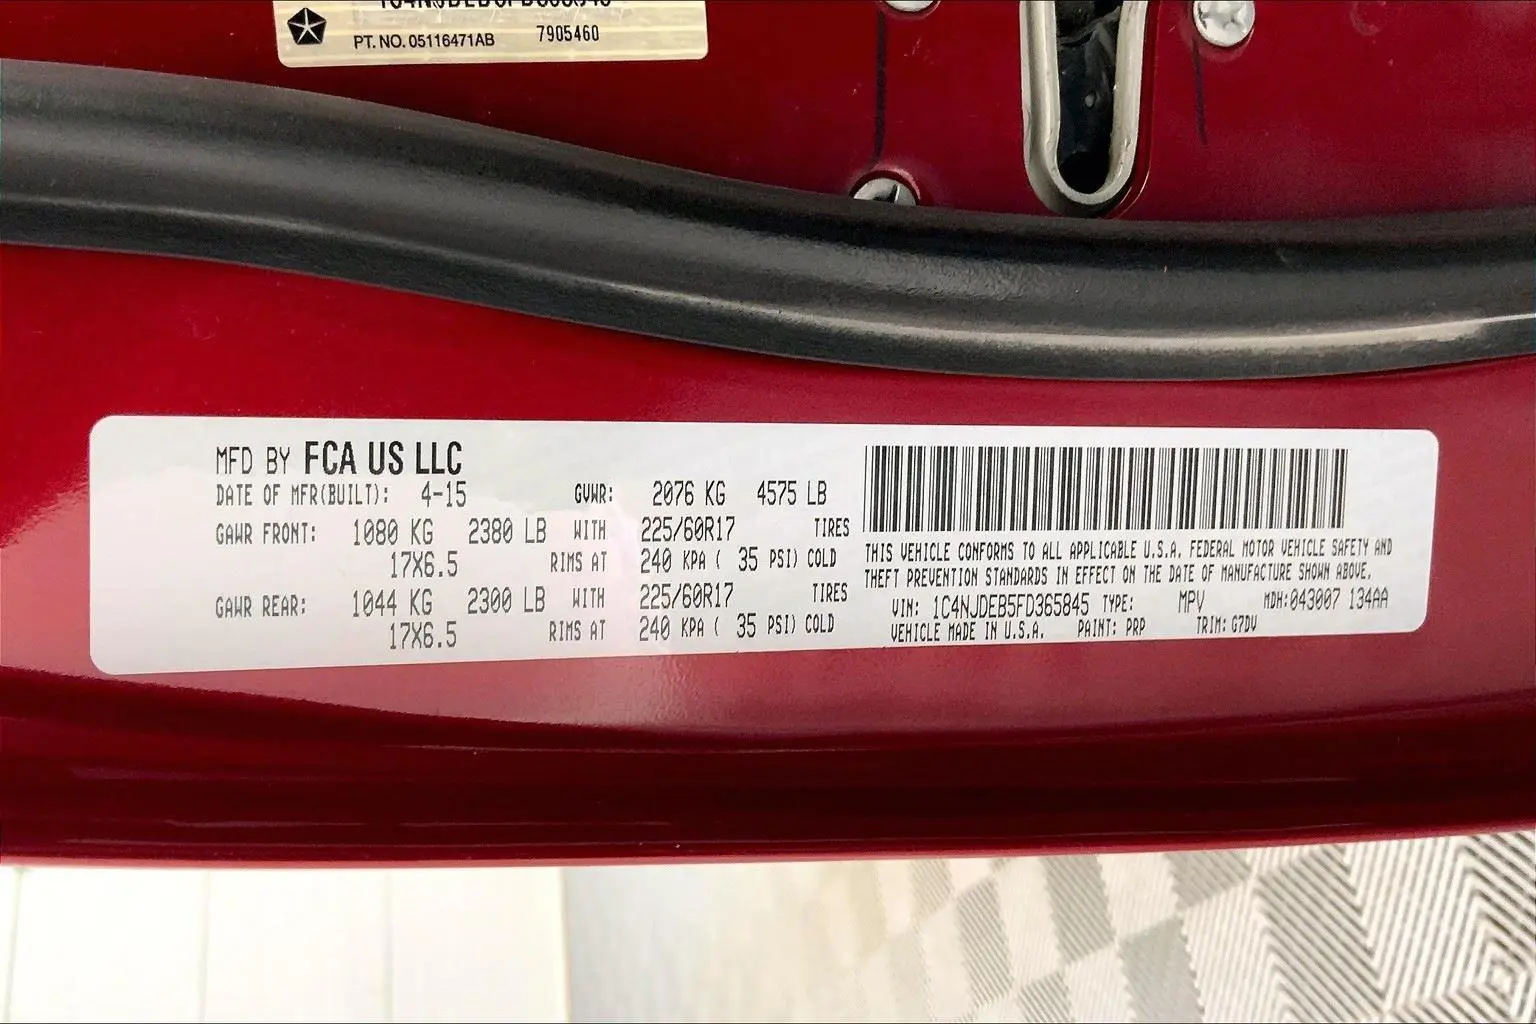 PT. NO. 05116471AB 7905460
MFD BY FCA US LLC
DATE OF MFR(BUILT): 4-15 GVWR: 2076 KG 4575 LB
GAWR FRONT: 1080 KG 2380 LB WITH 225/60R17 TIRES
17X6.5 RIMS AT 240 KPA ( 35 PSI) COLD
GAWR REAR: 1044 KG 2300 LB WITH 225/60R17 TIRES
17X6.5 RIMS AT 240 KPA ( 35 PSI) COLD
THIS VEHICLE CONFORMS TO ALL APPLICABLE U.S.A. FEDERAL MOTOR VEHICLE SAFETY AND
THEFT PREVENTION STANDARDS IN EFFECT ON THE DATE OF MANUFACTURE SHOWN ABOVE.
VIN: 1C4NJDEB5FD365845 TYPE: MPV MDH:043007 134AA
VEHICLE MADE IN U.S.A. PAINT: PRP TRIM: G7DV